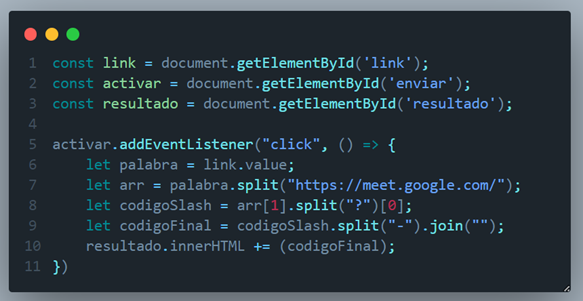 1 const link = document.getElementById('link');
2 const activar = document.getElementById('enviar');
3 const resultado = document.getElementById('resultado');
4
5 activar.addEventListener("click", () => {
6     let palabra = link.value;
7     let arr = palabra.split("https://meet.google.com/");
8     let codigoSlash = arr[1].split("?")[0];
9     let codigoFinal = codigoSlash.split("-").join("");
10     resultado.innerHTML += (codigoFinal);
11 })